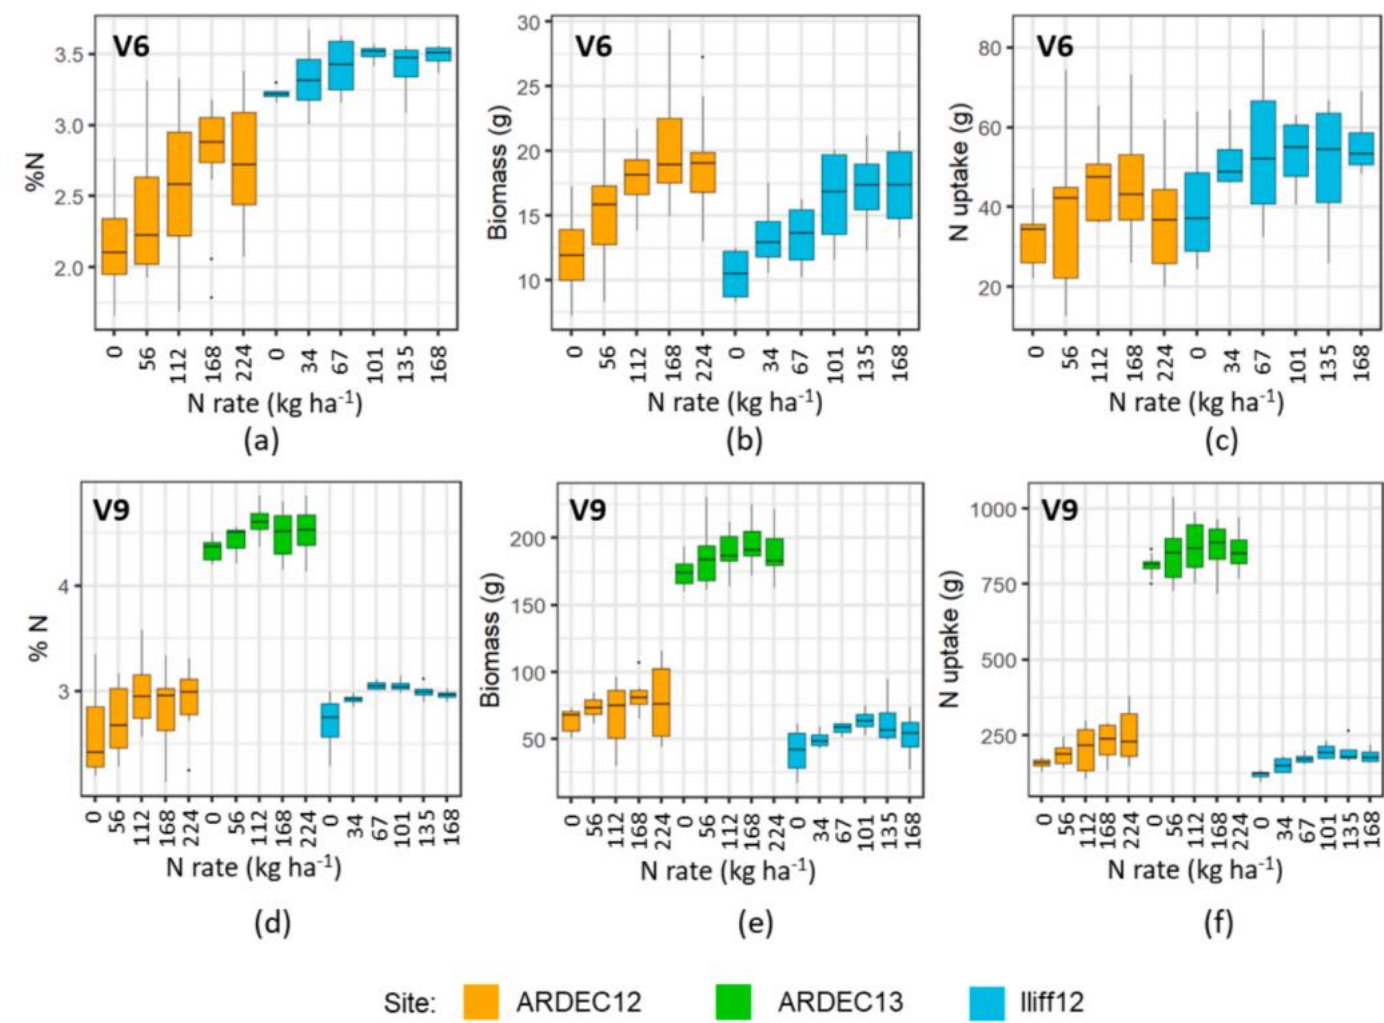 V6
%N
3.5
3.0
2.5
2.0
0 56 112 168 224 0 34 67 101 135 168
N rate (kg ha-1)
(a)
V6
Biomass (g)
30
25
20
15
10
0 56 112 168 224 0 34 67 101 135 168
N rate (kg ha-1)
(b)
V6
N uptake (g)
80
60
40
20
0 56 112 168 224 0 34 67 101 135 168
N rate (kg ha-1)
(c)
V9
% N
4
3
0 56 112 168 224 0 56 112 168 224 0 34 67 101 135 168
N rate (kg ha-1)
(d)
V9
Biomass (g)
200
150
100
50
0 56 112 168 224 0 56 112 168 224 0 34 67 101 135 168
N rate (kg ha-1)
(e)
V9
N uptake (g)
1000
750
500
250
0 56 112 168 224 0 56 112 168 224 0 34 67 101 135 168
N rate (kg ha-1)
(f)
Site: ARDEC12 ARDEC13 Iliff12